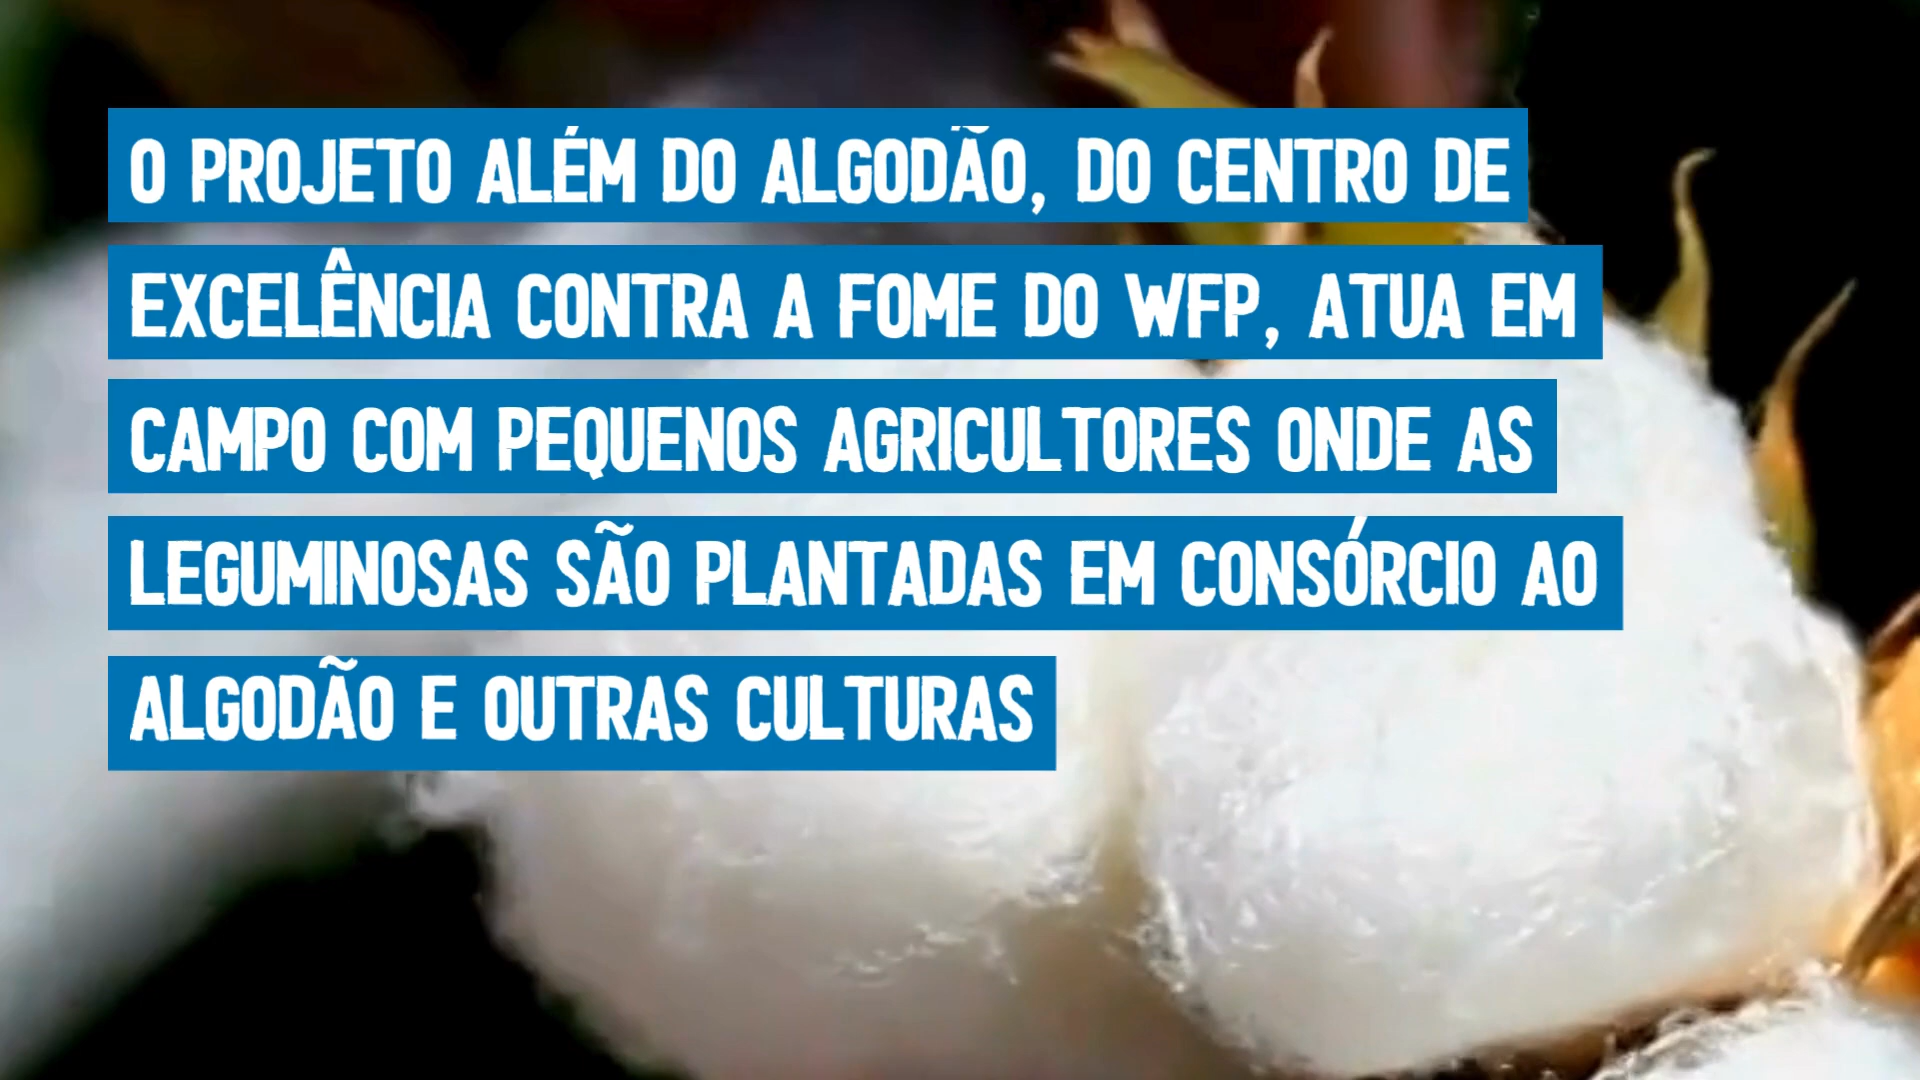 O PROJETO ALÉM DO ALGODÃO, DO CENTRO DE
EXCELÊNCIA CONTRA A FOME DO WFP, ATUA EM
CAMPO COM PEQUENOS AGRICULTORES ONDE AS
LEGUMINOSAS SÃO PLANTADAS EM CONSÓRCIO AO
ALGODÃO E OUTRAS CULTURAS